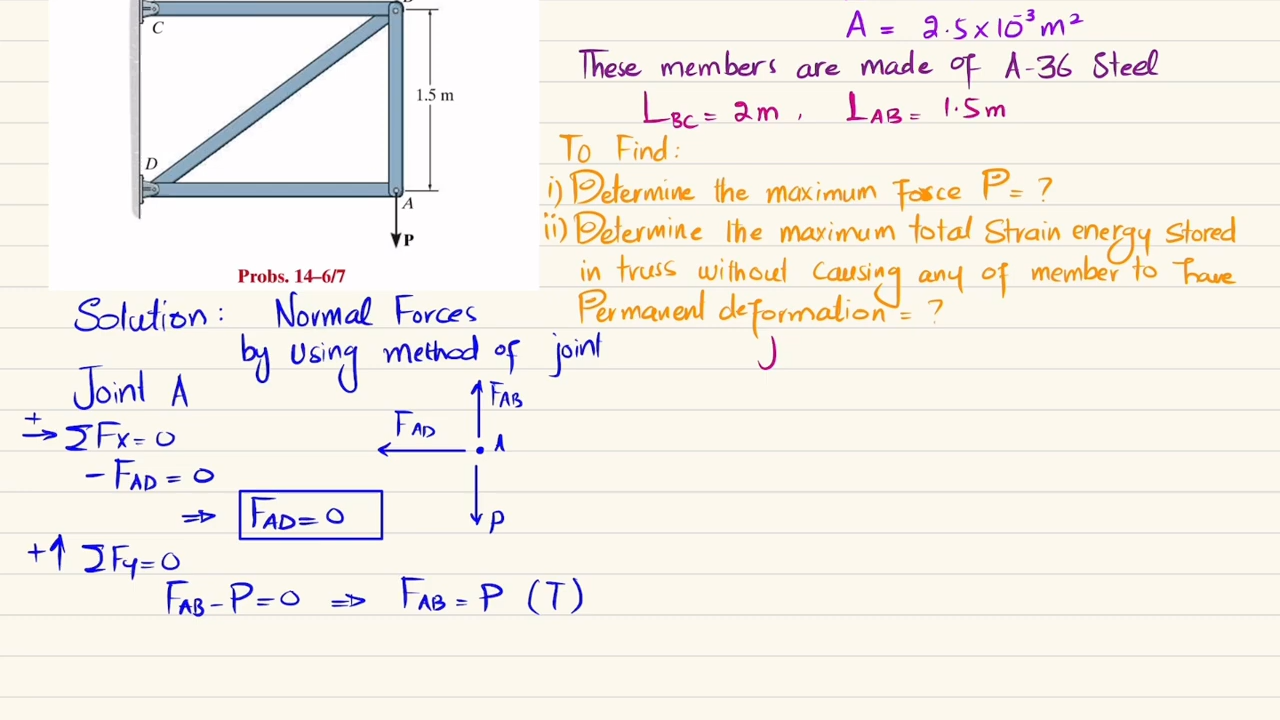 C
1.5 m
D
A
P
Probs. 14–6/7
A = 2.5×10⁻³ m²
These members are made of A-36 Steel
L_BC = 2m , L_AB = 1.5m
To Find:
i) Determine the maximum Force P = ?
ii) Determine the maximum total Strain energy Stored
in truss without causing any of member to have
Permanent deformation = ?
Solution: Normal Forces
by using method of joint
Joint A
+→ ΣFx = 0
- F_AD = 0
⇒ F_AD = 0
+↑ ΣFy = 0
F_AB - P = 0 ⇒ F_AB = P (T)
F_AB
F_AD
A
P
J